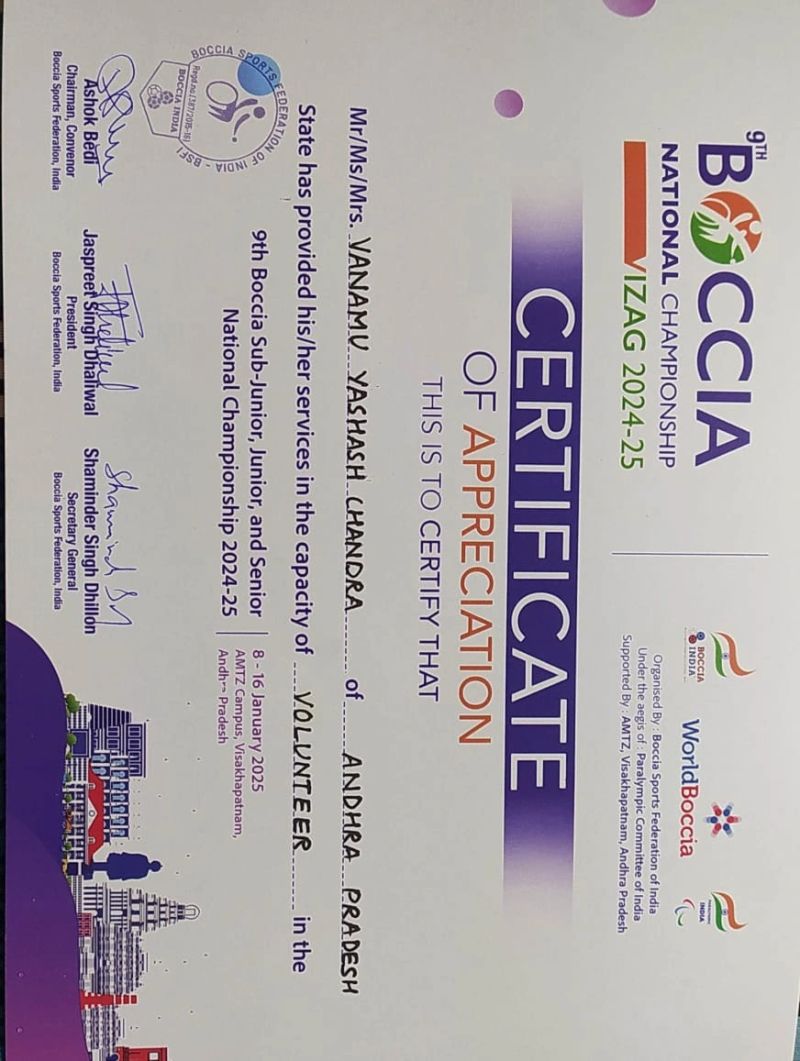 9TH
BOCCIA
NATIONAL CHAMPIONSHIP
VIZAG 2024-25
BOCCIA
INDIA
WorldBoccia
INDIA
Organised By : Boccia Sports Federation of India
Under the aegis of : Paralympic Committee of India
Supported By : AMTZ, Visakhapatnam, Andhra Pradesh
CERTIFICATE
OF APPRECIATION
THIS IS TO CERTIFY THAT
Mr/Ms/Mrs. VANAMU YASHASH CHANDRA of ANDHRA PRADESH
State has provided his/her services in the capacity of VOLUNTEER in the
9th Boccia Sub-Junior, Junior, and Senior
National Championship 2024-25
8 - 16 January 2025
AMTZ Campus, Visakhapatnam,
Andhra Pradesh
BOCCIA SPORTS FEDERATION OF INDIA - BSFI
Regd.no.(387/2015-16)
BOCCIA INDIA
Ashok Bedi
Chairman, Convenor
Boccia Sports Federation, India
Jaspreet Singh Dhaliwal
President
Boccia Sports Federation, India
Shaminder Singh Dhillon
Secretary General
Boccia Sports Federation, India